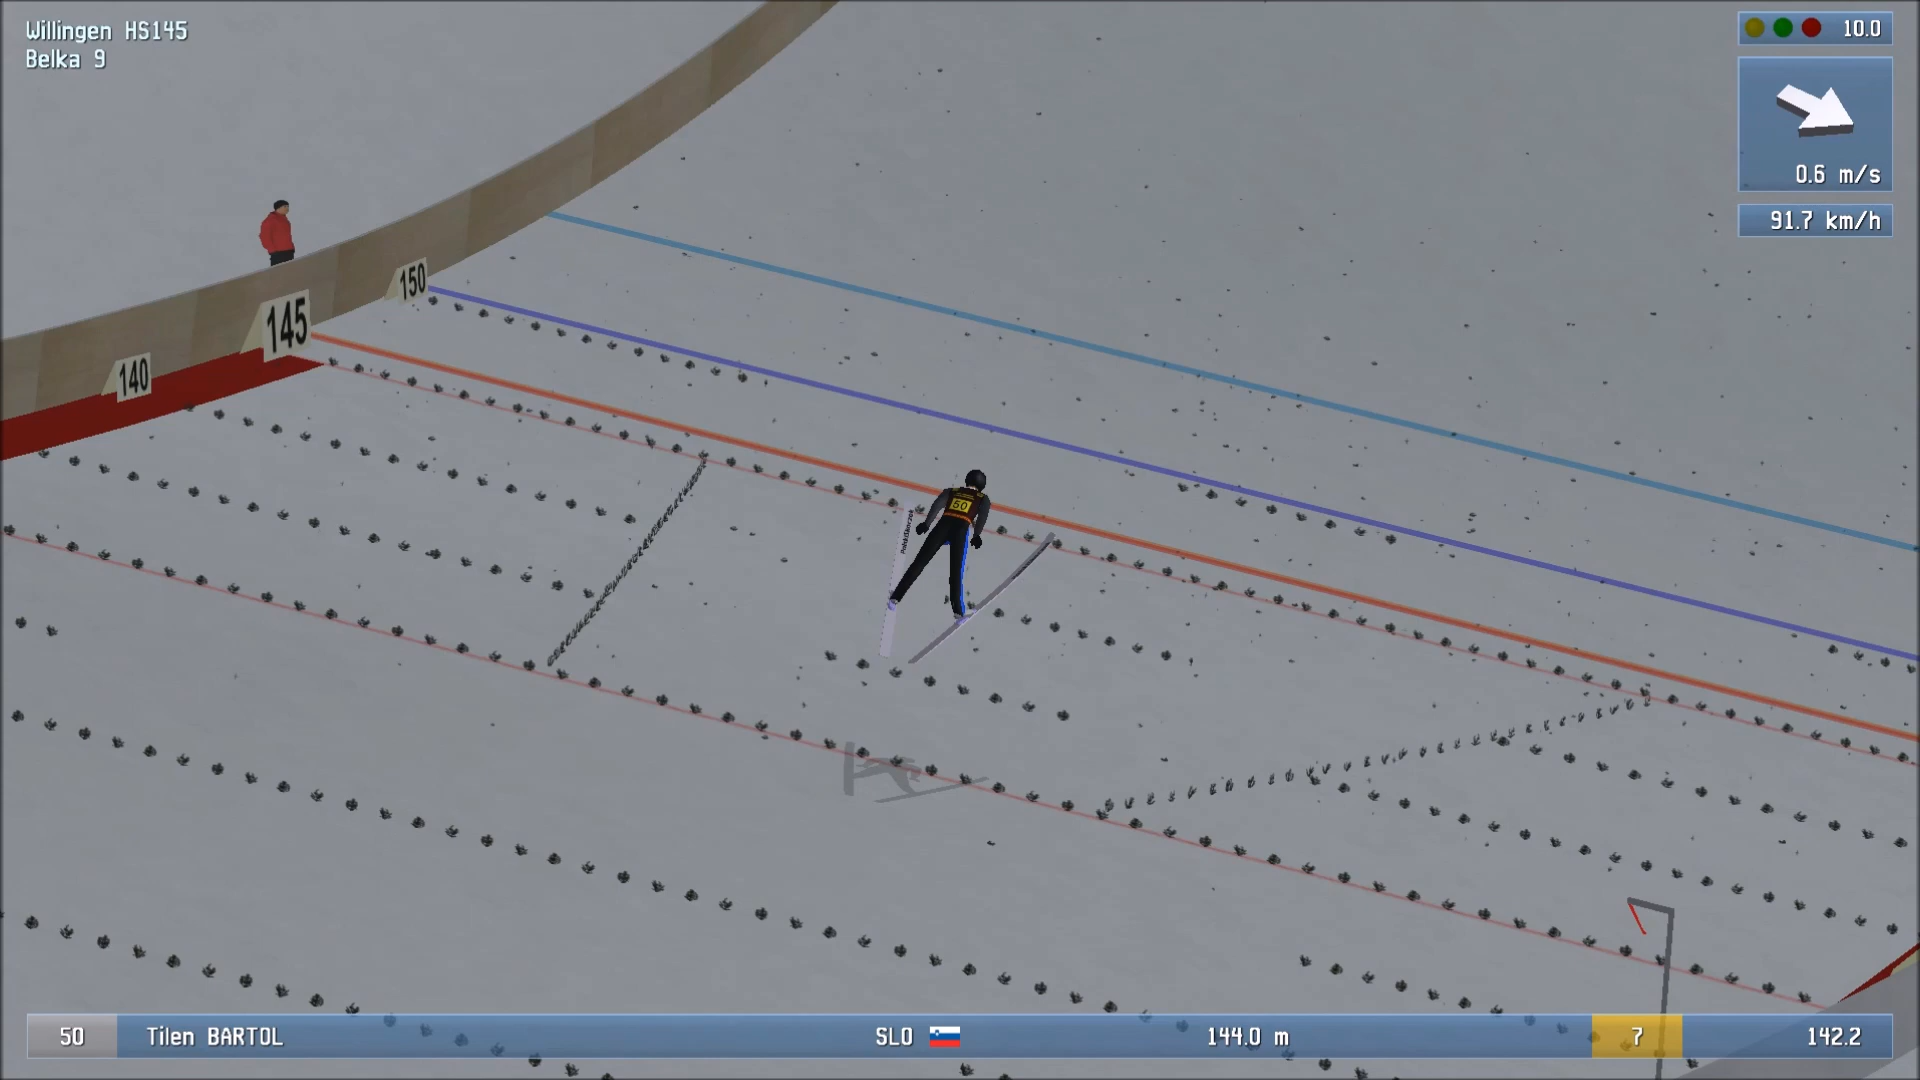 Willingen HS145
Belka 9
10.0
0.6 m/s
91.7 km/h
150
145
140
50
50 Tilen BARTOL SLO 144.0 m 7 142.2